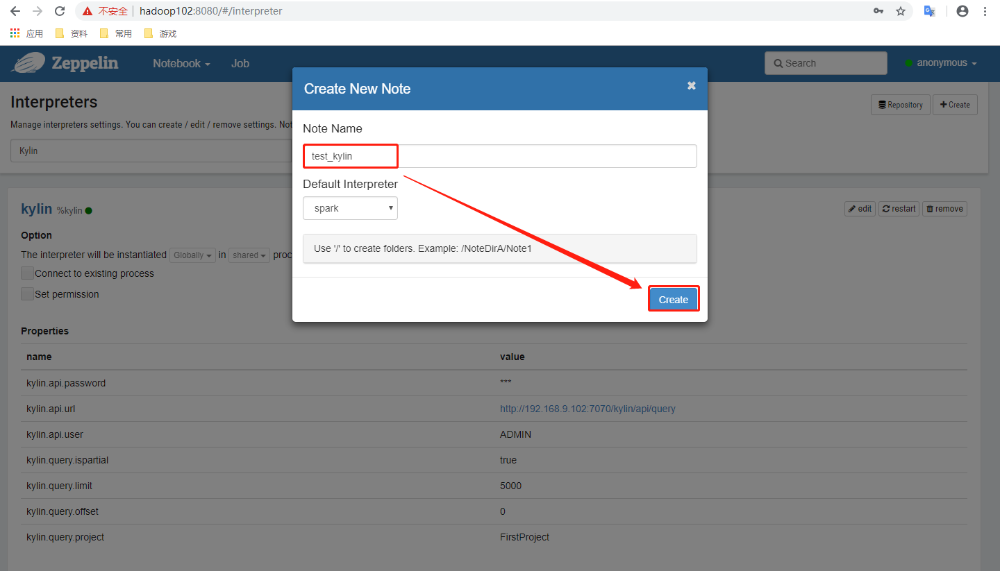 不安全 hadoop102:8080/#/interpreter
应用 资料 常用 游戏
Zeppelin Notebook Job Search anonymous
Create New Note
Interpreters
Repository Create
Manage interpreters settings. You can create / edit / remove settings. Not
Kylin
Note Name
test_kylin
Default Interpreter
spark
Use '/' to create folders. Example: /NoteDirA/Note1
Create
kylin %kylin
edit restart remove
Option
The interpreter will be instantiated Globally in shared proc
Connect to existing process
Set permission
Properties
name value
kylin.api.password ***
kylin.api.url http://192.168.9.102:7070/kylin/api/query
kylin.api.user ADMIN
kylin.query.ispartial true
kylin.query.limit 5000
kylin.query.offset 0
kylin.query.project FirstProject